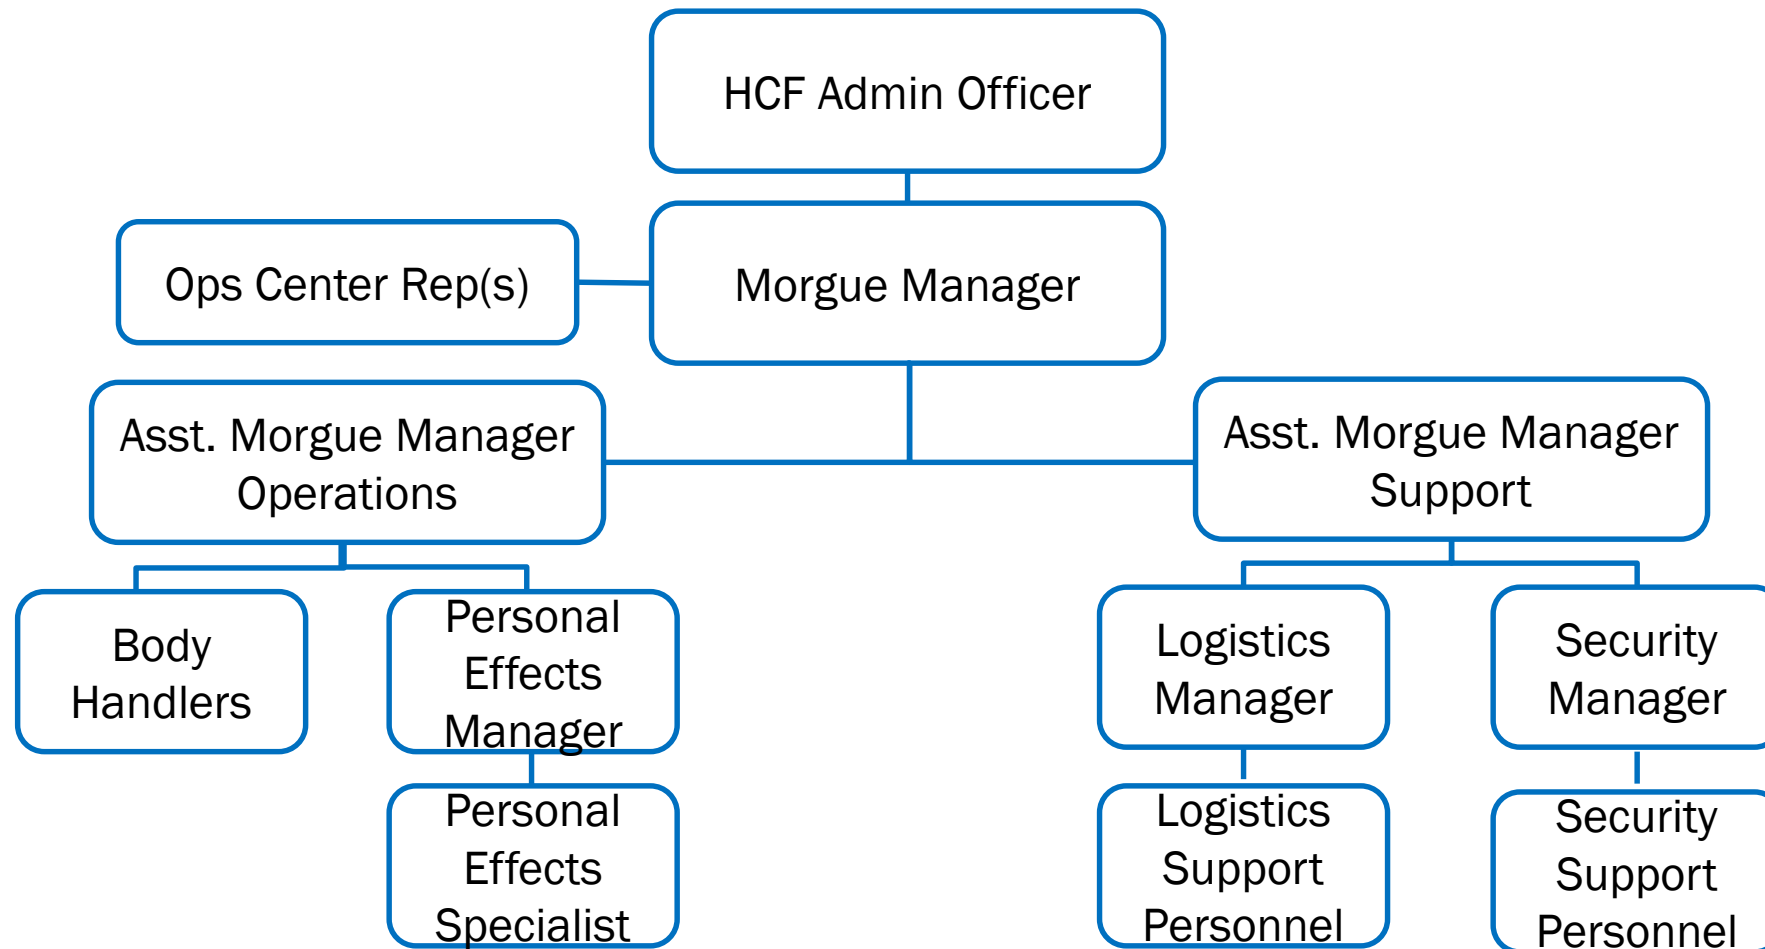 HCF Admin Officer
Ops Center Rep(s)
Morgue Manager
Asst. Morgue Manager
Operations
Asst. Morgue Manager
Support
Body
Handlers
Personal
Effects
Manager
Logistics
Manager
Security
Manager
Personal
Effects
Specialist
Logistics
Support
Personnel
Security
Support
Personnel